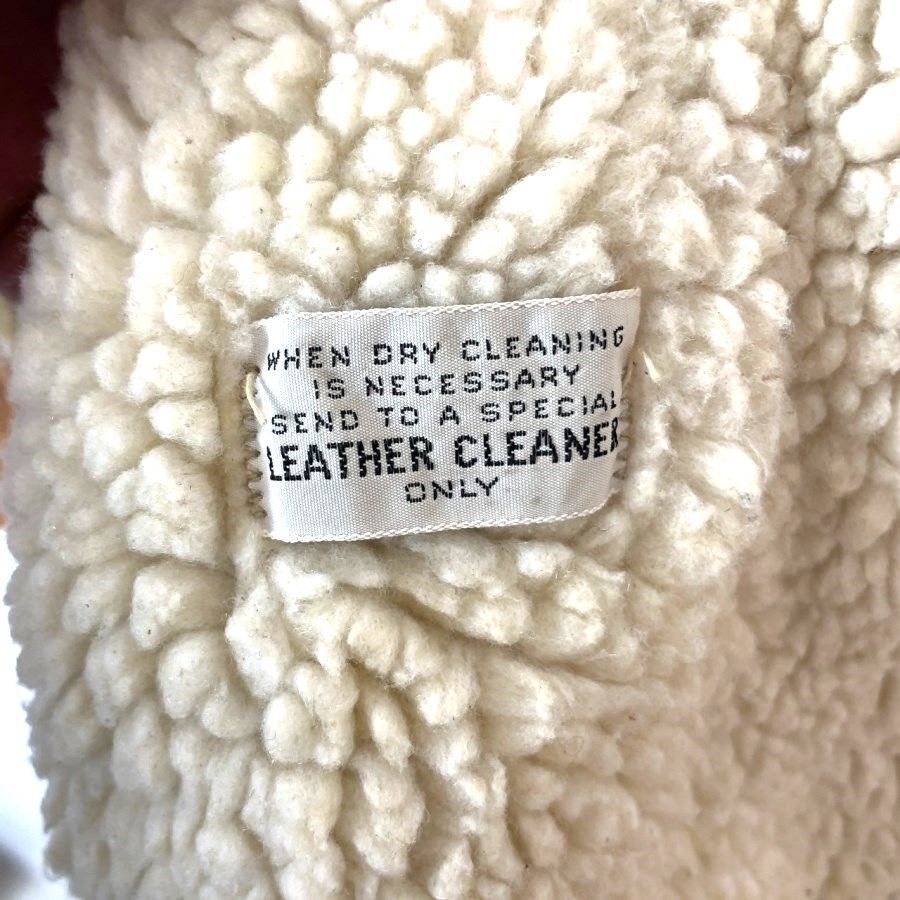 WHEN DRY CLEANING
IS NECESSARY
SEND TO A SPECIAL
LEATHER CLEANER
ONLY